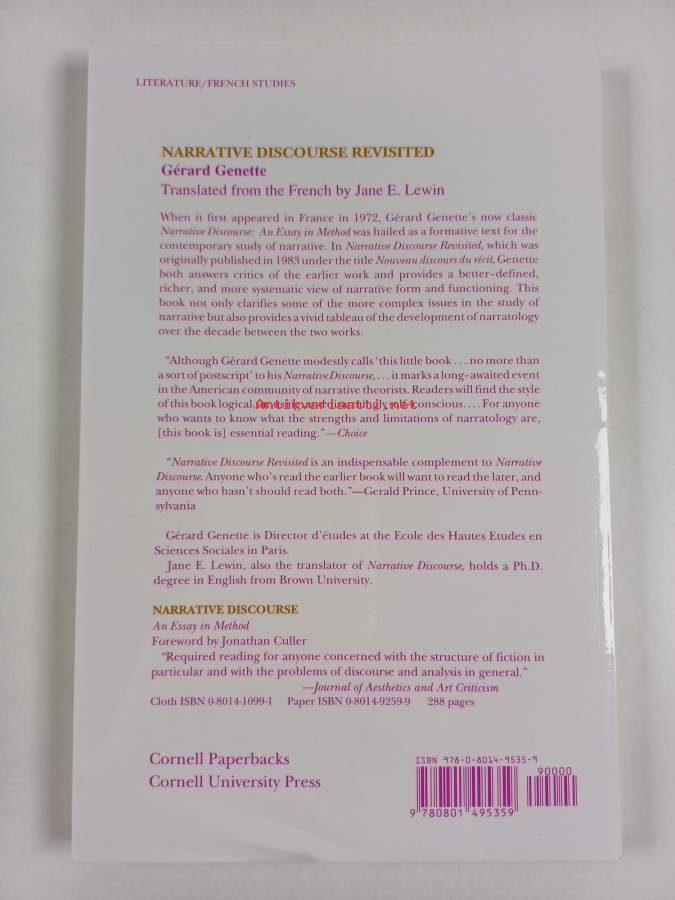 LITERATURE/FRENCH STUDIES
NARRATIVE DISCOURSE REVISITED
Gérard Genette
Translated from the French by Jane E. Lewin
When it first appeared in France in 1972, Gérard Genette's now classic
Narrative Discourse: An Essay in Method was hailed as a formative text for the
contemporary study of narrative. In Narrative Discourse Revisited, which was
originally published in 1983 under the title Nouveau discours du récit, Genette
both answers critics of the earlier work and provides a better-defined,
richer, and more systematic view of narrative form and functioning. This
book not only clarifies some of the more complex issues in the study of
narrative but also provides a vivid tableau of the development of narratology
over the decade between the two works.
"Although Gérard Genette modestly calls 'this little book . . . no more than
a sort of postscript' to his Narrative Discourse, . . . it marks a long-awaited event
in the American community of narrative theorists. Readers will find the style
of this book logical, self-conscious. . . . For anyone
Antikvariaatti.net
who wants to know what the strengths and limitations of narratology are,
[this book is] essential reading."—Choice
"Narrative Discourse Revisited is an indispensable complement to Narrative
Discourse. Anyone who's read the earlier book will want to read the later, and
anyone who hasn't should read both."—Gerald Prince, University of Penn-
sylvania
Gérard Genette is Director d'études at the Ecole des Hautes Etudes en
Sciences Sociales in Paris.
Jane E. Lewin, also the translator of Narrative Discourse, holds a Ph.D.
degree in English from Brown University.
NARRATIVE DISCOURSE
An Essay in Method
Foreword by Jonathan Culler
"Required reading for anyone concerned with the structure of fiction in
particular and with the problems of discourse and analysis in general."
—Journal of Aesthetics and Art Criticism
Cloth ISBN 0-8014-1099-1 Paper ISBN 0-8014-9259-9 288 pages
Cornell Paperbacks
Cornell University Press
ISBN 978-0-8014-9535-9
90000
9 780801 495359